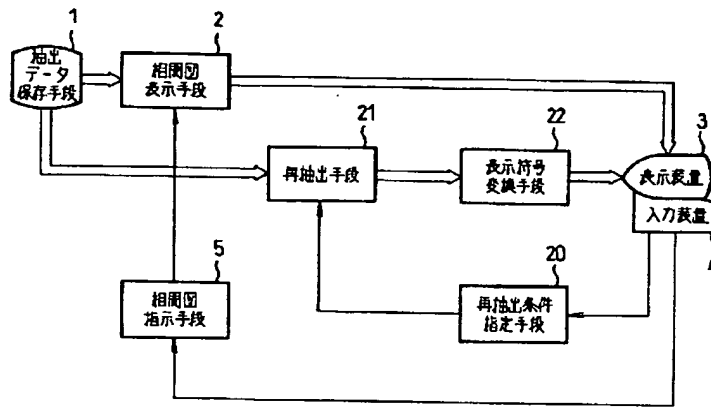 1
抽出
データ
保存手段
2
相関図
表示手段
21
再抽出手段
22
表示符号
変換手段
3
表示装置
入力装置
5
相関図
指示手段
20
再抽出条件
指定手段